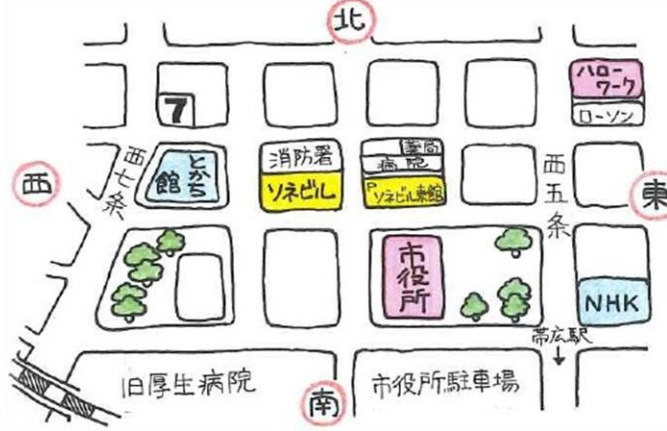 北
ハロー
ワーク
7
ローソン
薬局
消防署
病院
西
西七条
とかち
館
ソネビル
P
ソネビル東館
西五条
東
市役所
NHK
帯広駅
旧厚生病院
南
市役所駐車場